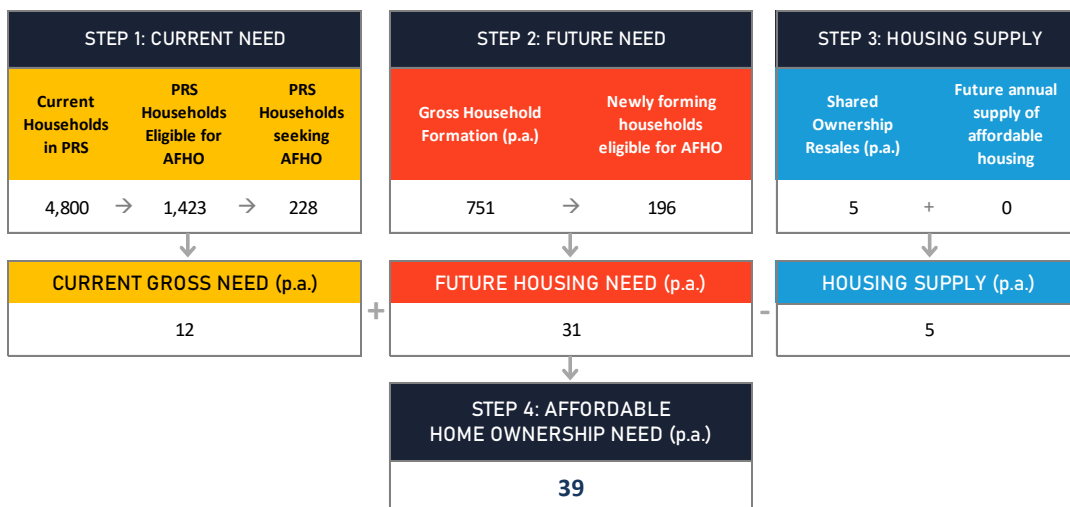 STEP 1: CURRENT NEED
Current
Households
in PRS
PRS
Households
Eligible for
AFHO
PRS
Households
seeking
AFHO
4,800 → 1,423 → 228
CURRENT GROSS NEED (p.a.)
12
+
STEP 2: FUTURE NEED
Gross Household
Formation (p.a.)
Newly forming
households
eligible for AFHO
751 → 196
FUTURE HOUSING NEED (p.a.)
31
-
STEP 3: HOUSING SUPPLY
Shared
Ownership
Resales (p.a.)
Future annual
supply of
affordable
housing
5 + 0
HOUSING SUPPLY (p.a.)
5
STEP 4: AFFORDABLE
HOME OWNERSHIP NEED (p.a.)
39